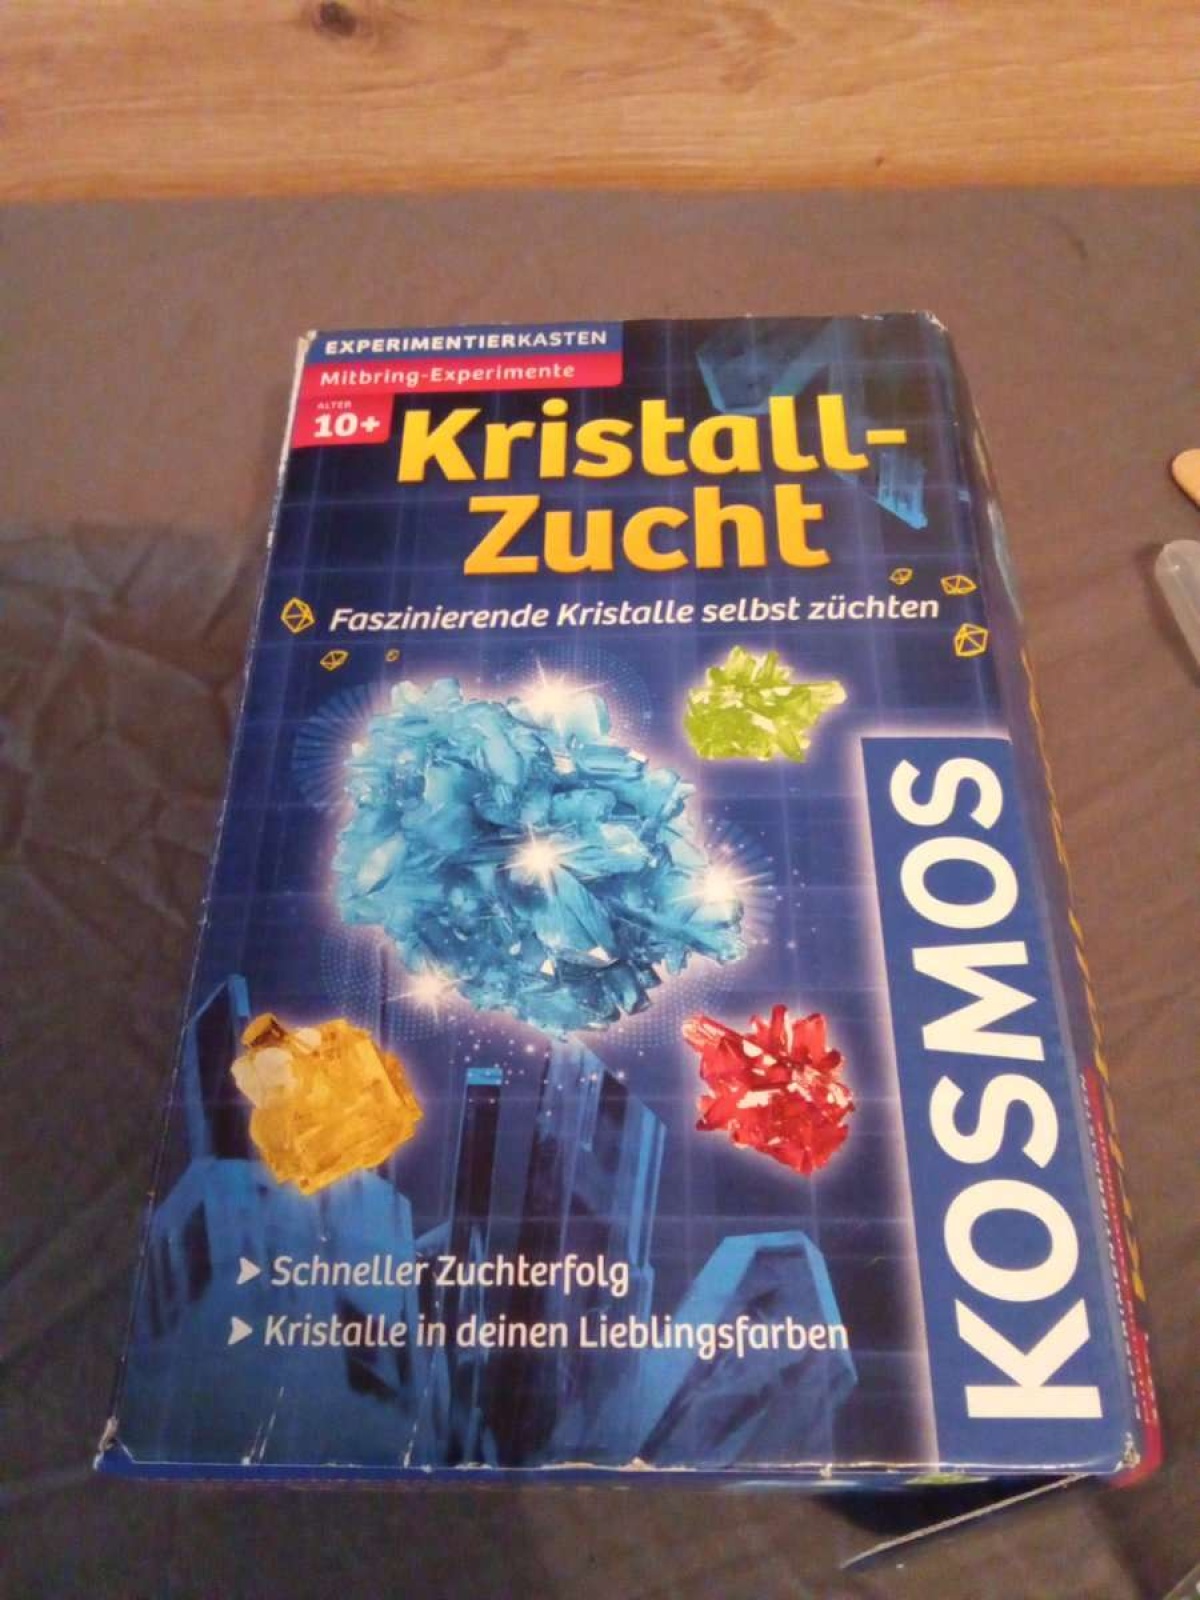 EXPERIMENTIERKASTEN
Mitbring-Experimente
ALTER
10+
Kristall-
Zucht
Faszinierende Kristalle selbst züchten
KOSMOS
Schneller Zuchterfolg
Kristalle in deinen Lieblingsfarben